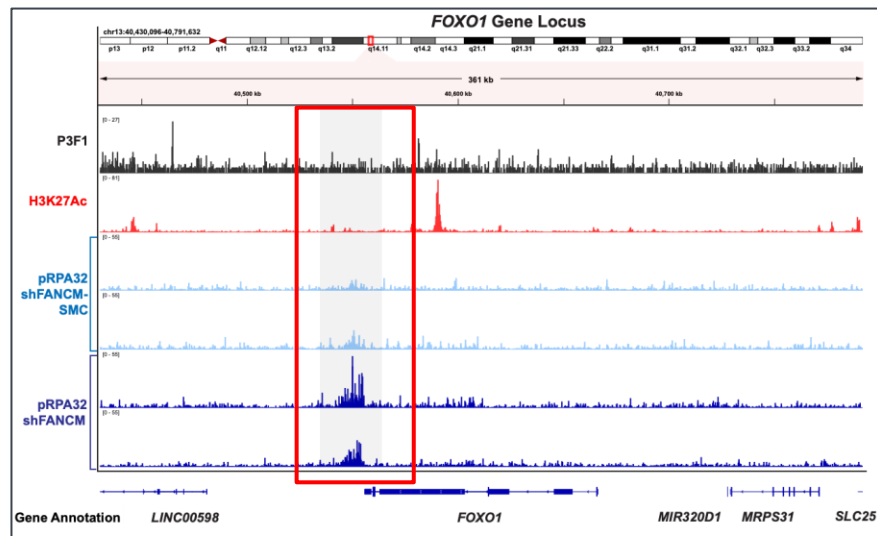 FOXO1 Gene Locus
chr13:40,430,096-40,791,632
p13 p12 p11.2 q11 q12.12 q12.3 q13.2 q14.11 q14.2 q14.3 q21.1 q21.31 q21.33 q22.2 q31.1 q31.2 q32.1 q32.3 q33.2 q34
361 kb
40,500 kb 40,600 kb 40,700 kb
[0 - 27]
P3F1
[0 - 81]
H3K27Ac
[0 - 55]
pRPA32
shFANCM-
SMC
[0 - 55]
[0 - 55]
pRPA32
shFANCM
[0 - 55]
Gene Annotation LINC00598 FOXO1 MIR320D1 MRPS31 SLC25